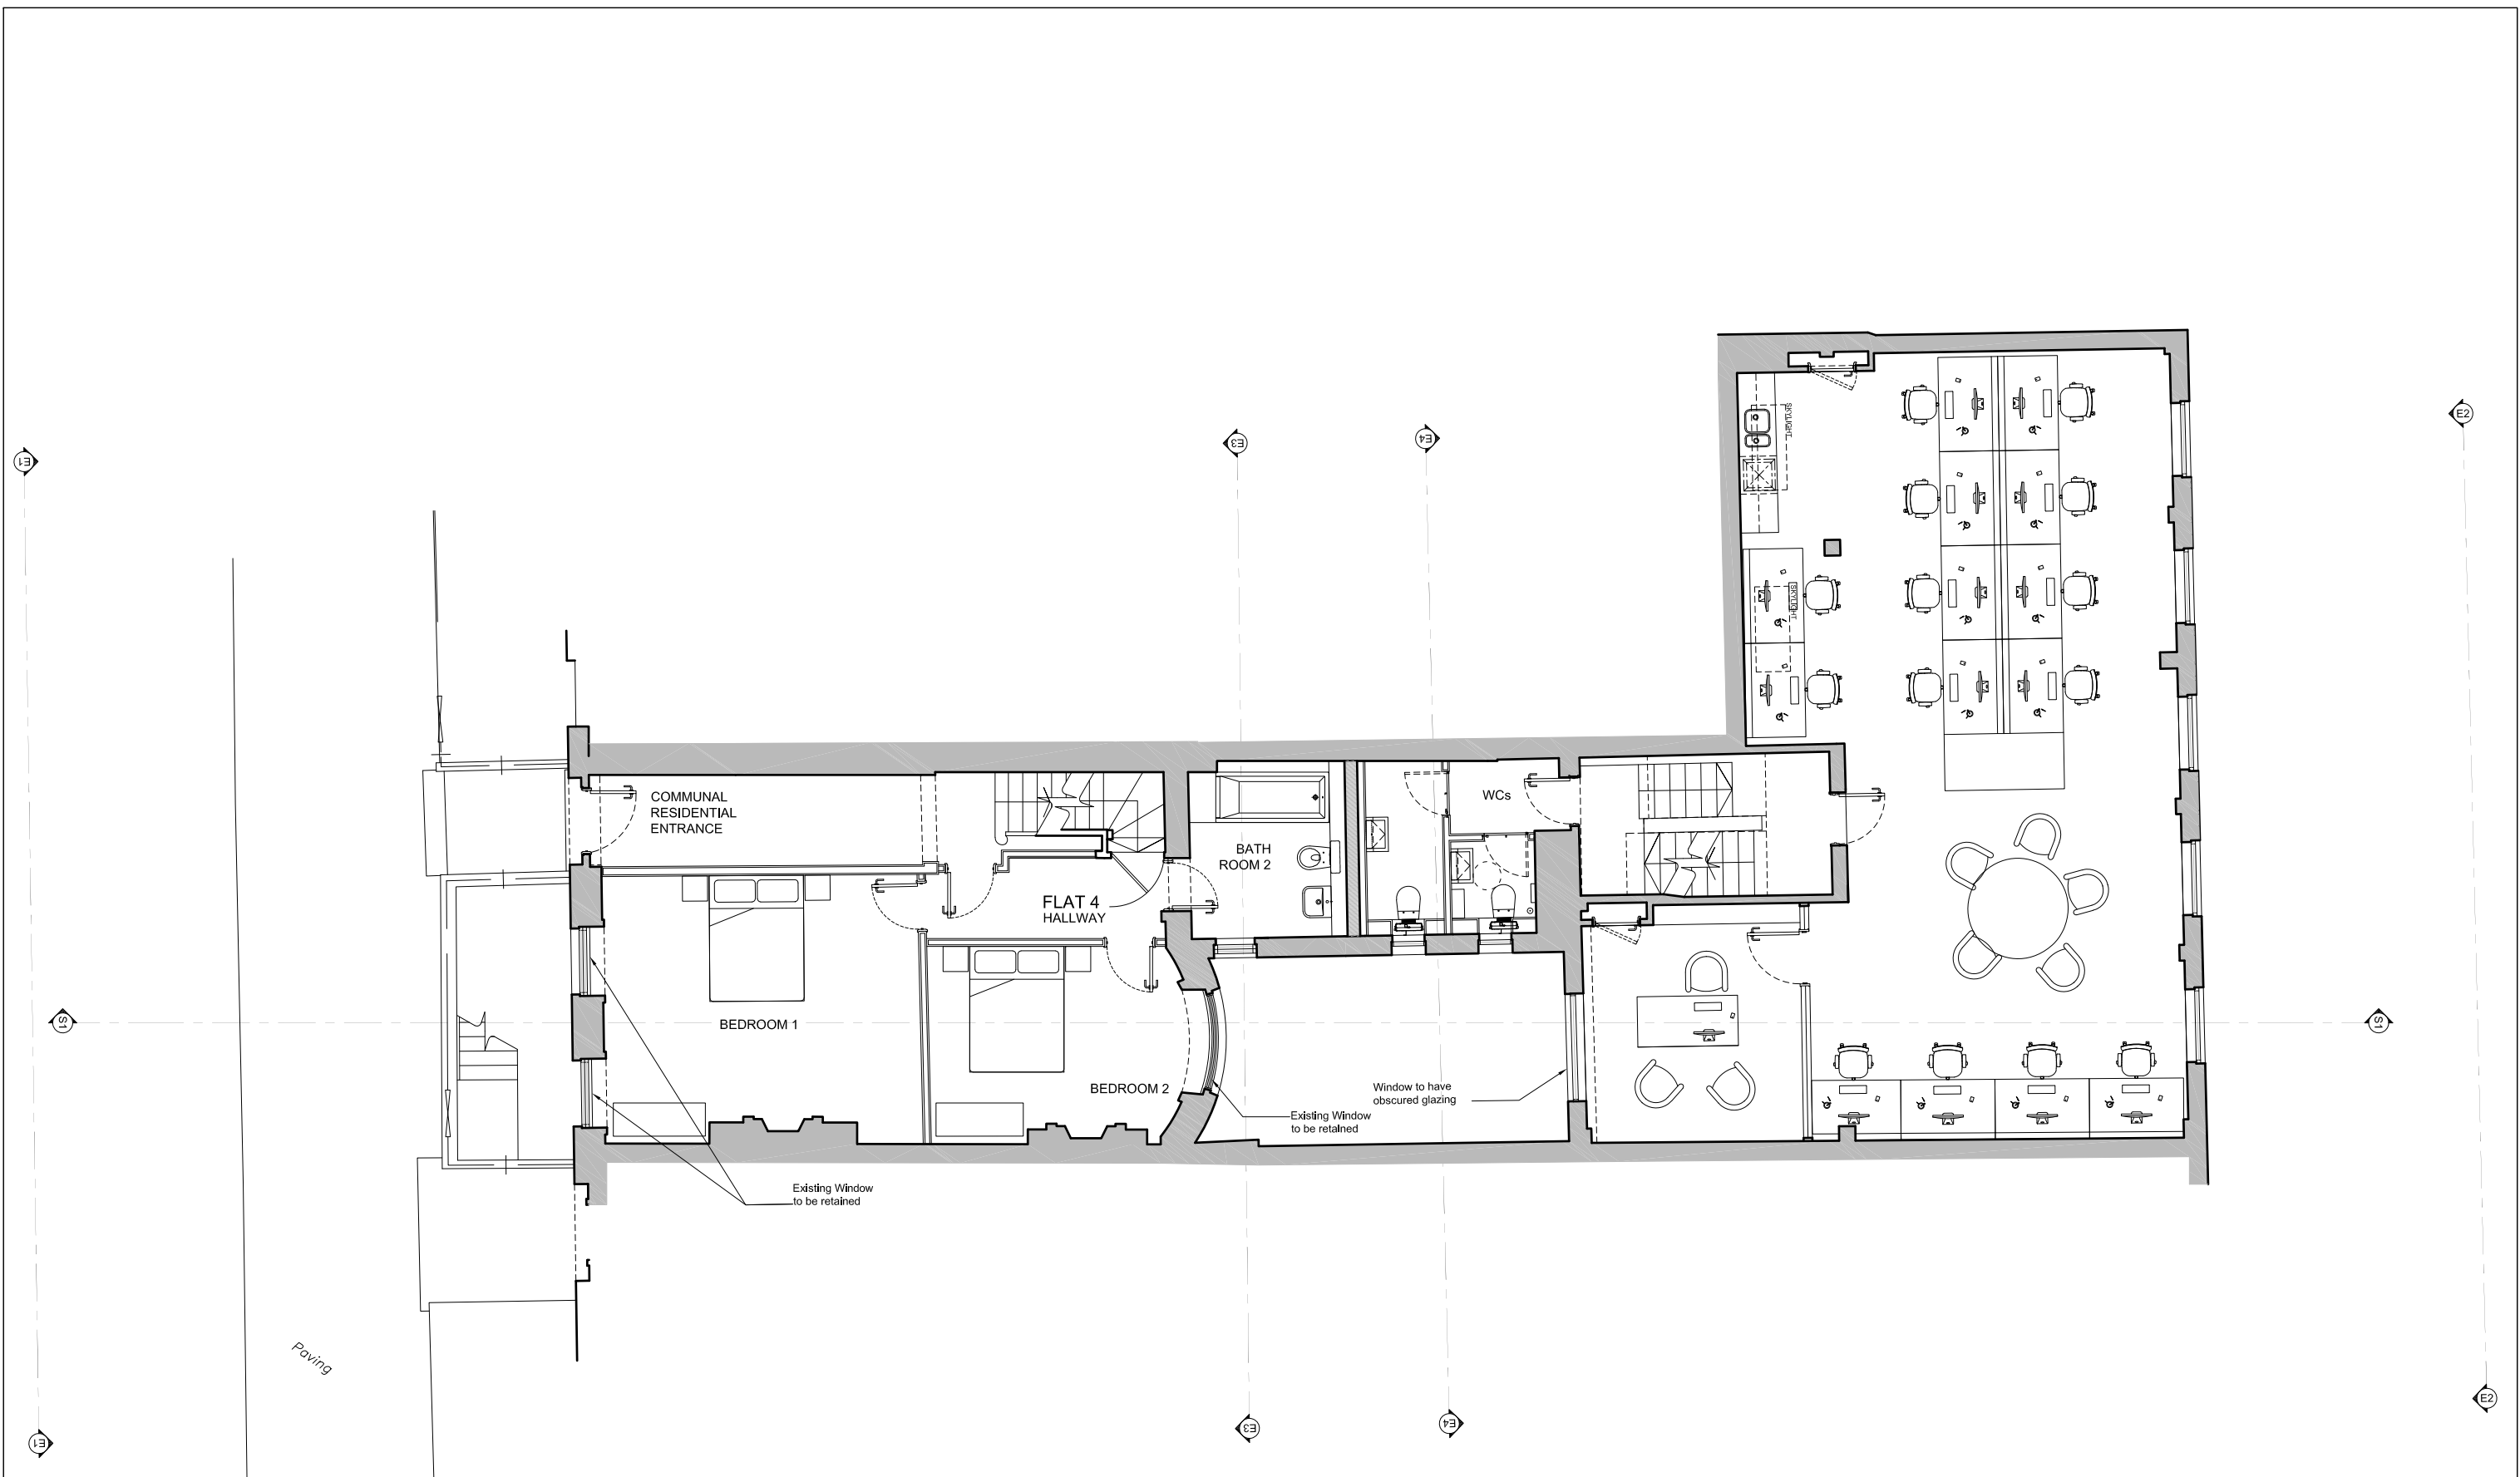 E2
E3
E4
E1
SKYLIGHT
SKYLIGHT
COMMUNAL
RESIDENTIAL
ENTRANCE
WCs
BATH
ROOM 2
FLAT 4
HALLWAY
S1
BEDROOM 1
S1
BEDROOM 2
Window to have
obscured glazing
Existing Window
to be retained
Existing Window
to be retained
Paving
E2
E4
E3
E1